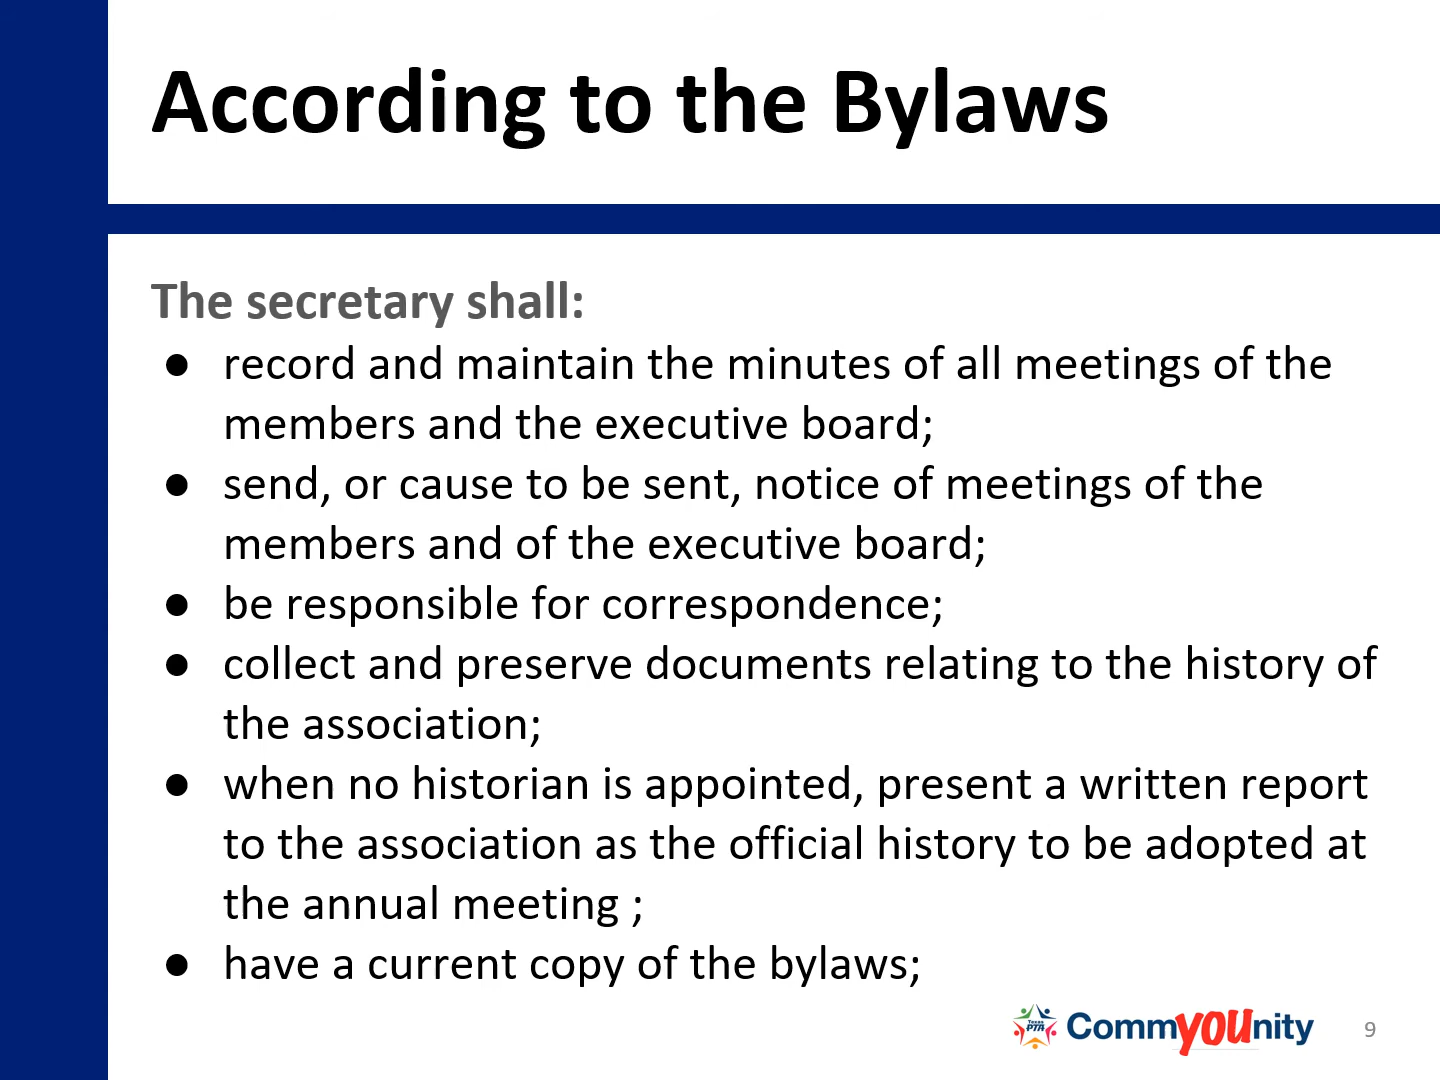 According to the Bylaws
The secretary shall:
● record and maintain the minutes of all meetings of the
members and the executive board;
● send, or cause to be sent, notice of meetings of the
members and of the executive board;
● be responsible for correspondence;
● collect and preserve documents relating to the history of
the association;
● when no historian is appointed, present a written report
to the association as the official history to be adopted at
the annual meeting ;
● have a current copy of the bylaws;
Texas
PTA
CommYOUnity
9